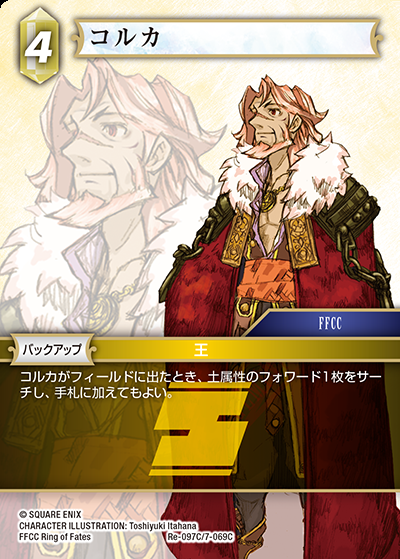 4
コルカ
FFCC
バックアップ
王
コルカがフィールドに出たとき、土属性のフォワード1枚をサー
チし、手札に加えてもよい。
© SQUARE ENIX
CHARACTER ILLUSTRATION: Toshiyuki Itahana
FFCC Ring of Fates
Re-097C/7-069C